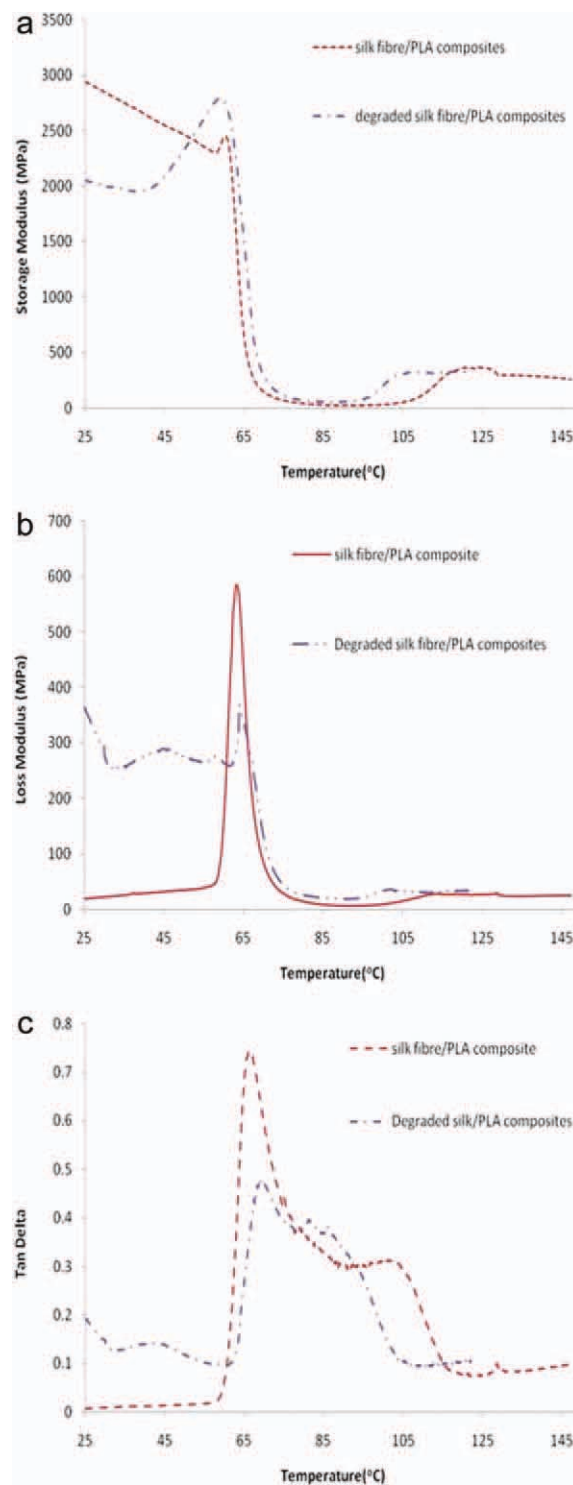 a
silk fibre/PLA composites
degraded silk fibre/PLA composites
3500
3000
2500
2000
1500
1000
500
0
Storage Modulus (MPa)
25 45 65 85 105 125 145
Temperature(°C)
b
silk fibre/PLA composite
Degraded silk fibre/PLA composites
700
600
500
400
300
200
100
0
Loss Modulus (MPa)
25 45 65 85 105 125 145
Temperature(°C)
c
silk fibre/PLA composite
Degraded silk/PLA composites
0.8
0.7
0.6
0.5
0.4
0.3
0.2
0.1
0
Tan Delta
25 45 65 85 105 125 145
Temperature(°C)